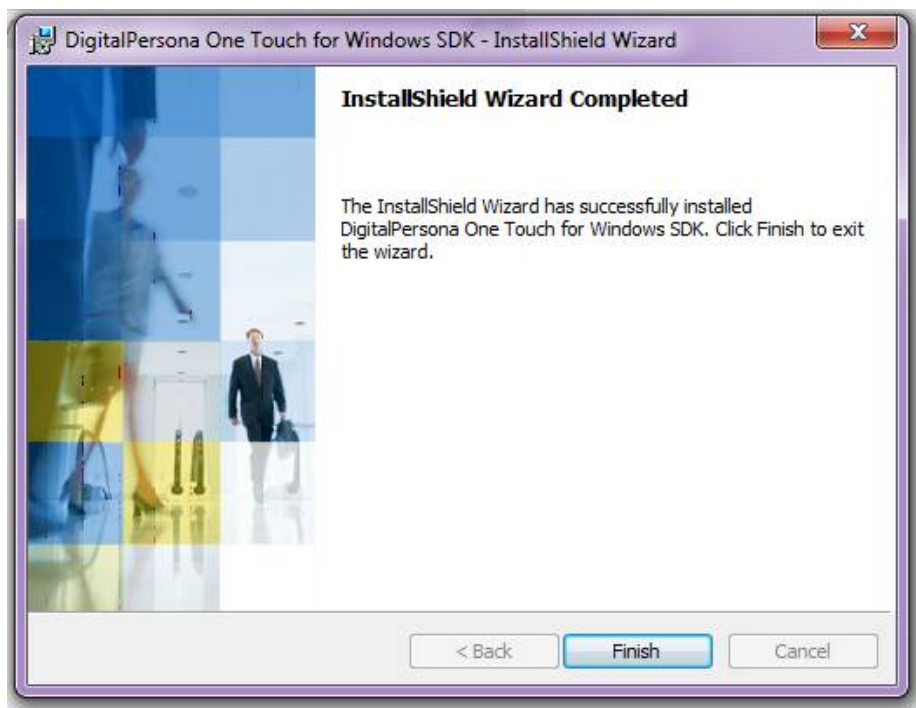 DigitalPersona One Touch for Windows SDK - InstallShield Wizard
InstallShield Wizard Completed
The InstallShield Wizard has successfully installed
DigitalPersona One Touch for Windows SDK. Click Finish to exit
the wizard.
< Back
Finish
Cancel